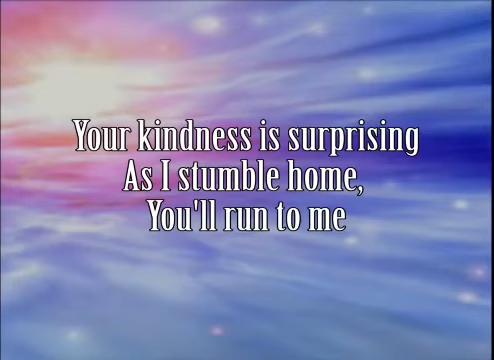 Your kindness is surprising
As I stumble home,
You'll run to me